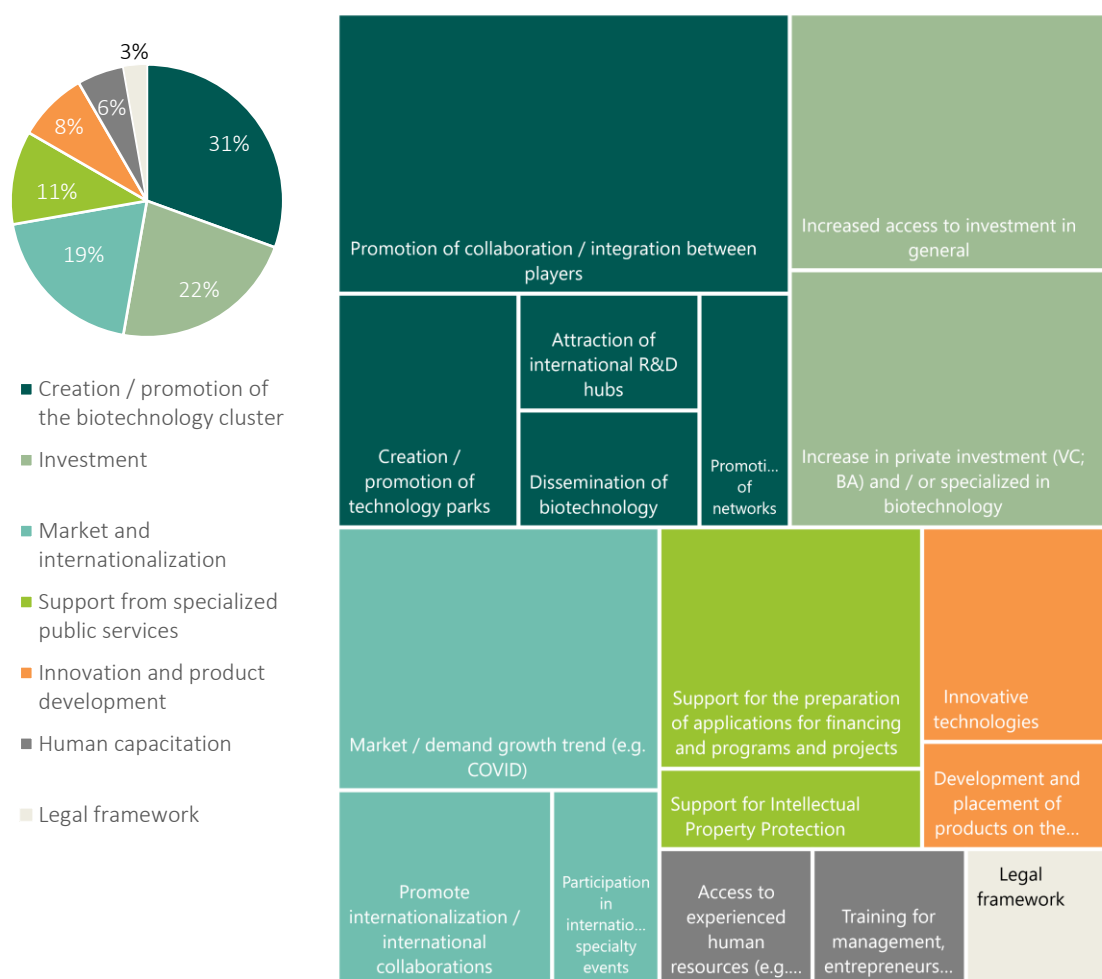 3%
6%
8%
31%
11%
19%
22%
Creation / promotion of
the biotechnology cluster
Investment
Market and
internationalization
Support from specialized
public services
Innovation and product
development
Human capacitation
Legal framework
Promotion of collaboration / integration between
players
Increased access to investment in
general
Creation /
promotion of
technology parks
Attraction of
international R&D
hubs
Dissemination of
biotechnology
Promoti...
of
networks
Increase in private investment (VC;
BA) and / or specialized in
biotechnology
Market / demand growth trend (e.g.
COVID)
Promote
internationalization /
international
collaborations
Participation
in
internatio...
specialty
events
Support for the preparation
of applications for financing
and programs and projects
Support for Intellectual
Property Protection
Innovative
technologies
Development and
placement of
products on the...
Access to
experienced
human
resources (e.g....
Training for
management,
entrepreneurs...
Legal
framework